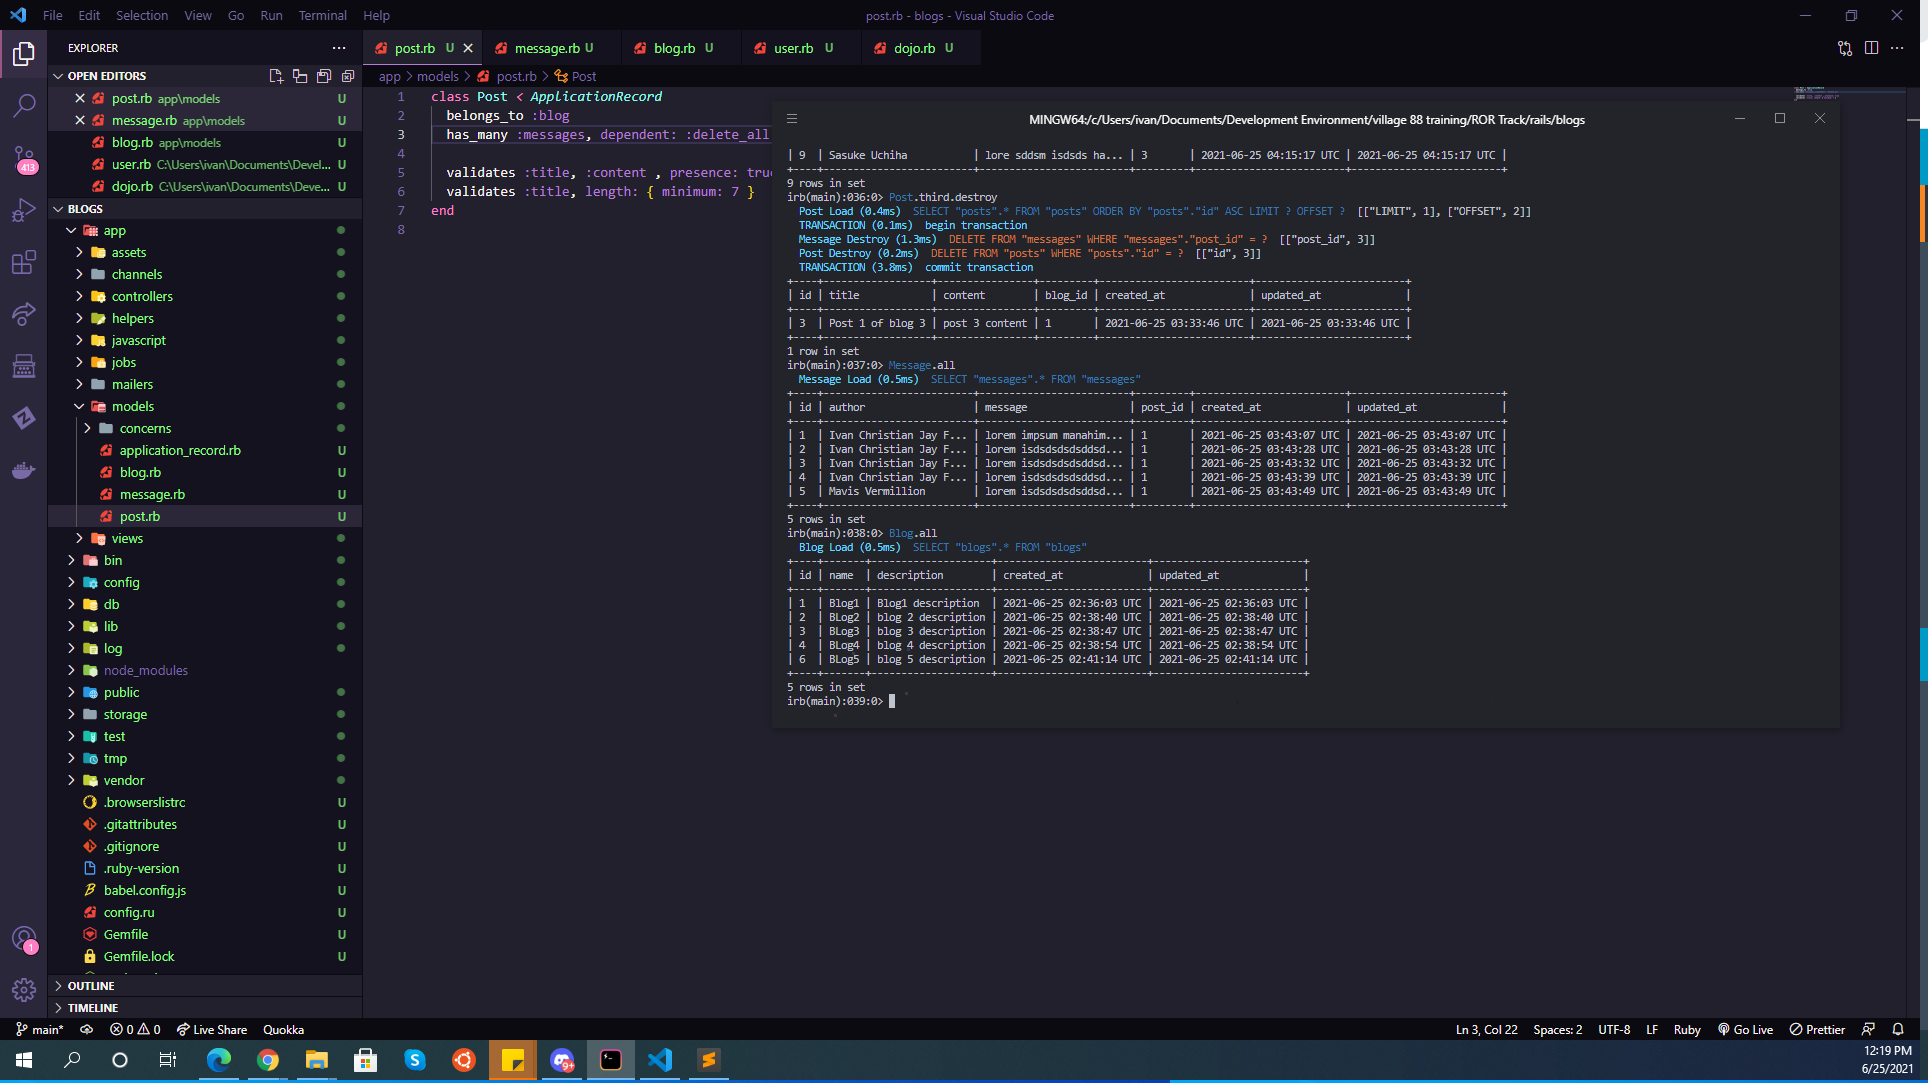 File Edit Selection View Go Run Terminal Help
post.rb - blogs - Visual Studio Code
EXPLORER
post.rb U
message.rb U
blog.rb U
user.rb U
dojo.rb U
OPEN EDITORS
app > models > post.rb > Post
post.rb app\models U
message.rb app\models U
blog.rb app\models U
user.rb C:\Users\ivan\Documents\Devel... U
dojo.rb C:\Users\ivan\Documents\Deve... U
BLOGS
app
assets
channels
controllers
helpers
javascript
jobs
mailers
models
concerns
application_record.rb U
blog.rb U
message.rb U
post.rb U
views
bin
config
db
lib
log
node_modules
public
storage
test
tmp
vendor
.browserslistrc U
.gitattributes U
.gitignore U
.ruby-version U
babel.config.js U
config.ru U
Gemfile U
Gemfile.lock U
OUTLINE
TIMELINE
413
1
1 class Post < ApplicationRecord
2 belongs_to :blog
3 has_many :messages, dependent: :delete_all
4
5 validates :title, :content , presence: true
6 validates :title, length: { minimum: 7 }
7 end
8
MINGW64:/c/Users/ivan/Documents/Development Environment/village 88 training/ROR Track/rails/blogs
| 9 | Sasuke Uchiha | lore sddsm isdsds ha... | 3 | 2021-06-25 04:15:17 UTC | 2021-06-25 04:15:17 UTC |
9 rows in set
irb(main):036:0> Post.third.destroy
Post Load (0.4ms) SELECT "posts".* FROM "posts" ORDER BY "posts"."id" ASC LIMIT ? OFFSET ? [["LIMIT", 1], ["OFFSET", 2]]
TRANSACTION (0.1ms) begin transaction
Message Destroy (1.3ms) DELETE FROM "messages" WHERE "messages"."post_id" = ? [["post_id", 3]]
Post Destroy (0.2ms) DELETE FROM "posts" WHERE "posts"."id" = ? [["id", 3]]
TRANSACTION (3.8ms) commit transaction
| id | title | content | blog_id | created_at | updated_at |
| 3 | Post 1 of blog 3 | post 3 content | 1 | 2021-06-25 03:33:46 UTC | 2021-06-25 03:33:46 UTC |
1 row in set
irb(main):037:0> Message.all
Message Load (0.5ms) SELECT "messages".* FROM "messages"
| id | author | message | post_id | created_at | updated_at |
| 1 | Ivan Christian Jay F... | lorem impsum manahim... | 1 | 2021-06-25 03:43:07 UTC | 2021-06-25 03:43:07 UTC |
| 2 | Ivan Christian Jay F... | lorem isdsdsdsdsddsd... | 1 | 2021-06-25 03:43:28 UTC | 2021-06-25 03:43:28 UTC |
| 3 | Ivan Christian Jay F... | lorem isdsdsdsdsddsd... | 1 | 2021-06-25 03:43:32 UTC | 2021-06-25 03:43:32 UTC |
| 4 | Ivan Christian Jay F... | lorem isdsdsdsdsddsd... | 1 | 2021-06-25 03:43:39 UTC | 2021-06-25 03:43:39 UTC |
| 5 | Mavis Vermillion | lorem isdsdsdsdsddsd... | 1 | 2021-06-25 03:43:49 UTC | 2021-06-25 03:43:49 UTC |
5 rows in set
irb(main):038:0> Blog.all
Blog Load (0.5ms) SELECT "blogs".* FROM "blogs"
| id | name | description | created_at | updated_at |
| 1 | Blog1 | Blog1 description | 2021-06-25 02:36:03 UTC | 2021-06-25 02:36:03 UTC |
| 2 | BLog2 | blog 2 description | 2021-06-25 02:38:40 UTC | 2021-06-25 02:38:40 UTC |
| 3 | BLog3 | blog 3 description | 2021-06-25 02:38:47 UTC | 2021-06-25 02:38:47 UTC |
| 4 | BLog4 | blog 4 description | 2021-06-25 02:38:54 UTC | 2021-06-25 02:38:54 UTC |
| 6 | BLog5 | blog 5 description | 2021-06-25 02:41:14 UTC | 2021-06-25 02:41:14 UTC |
5 rows in set
irb(main):039:0>
main* 0 0 Live Share Quokka
Ln 3, Col 22 Spaces: 2 UTF-8 LF Ruby Go Live Prettier
9+
12:19 PM
6/25/2021